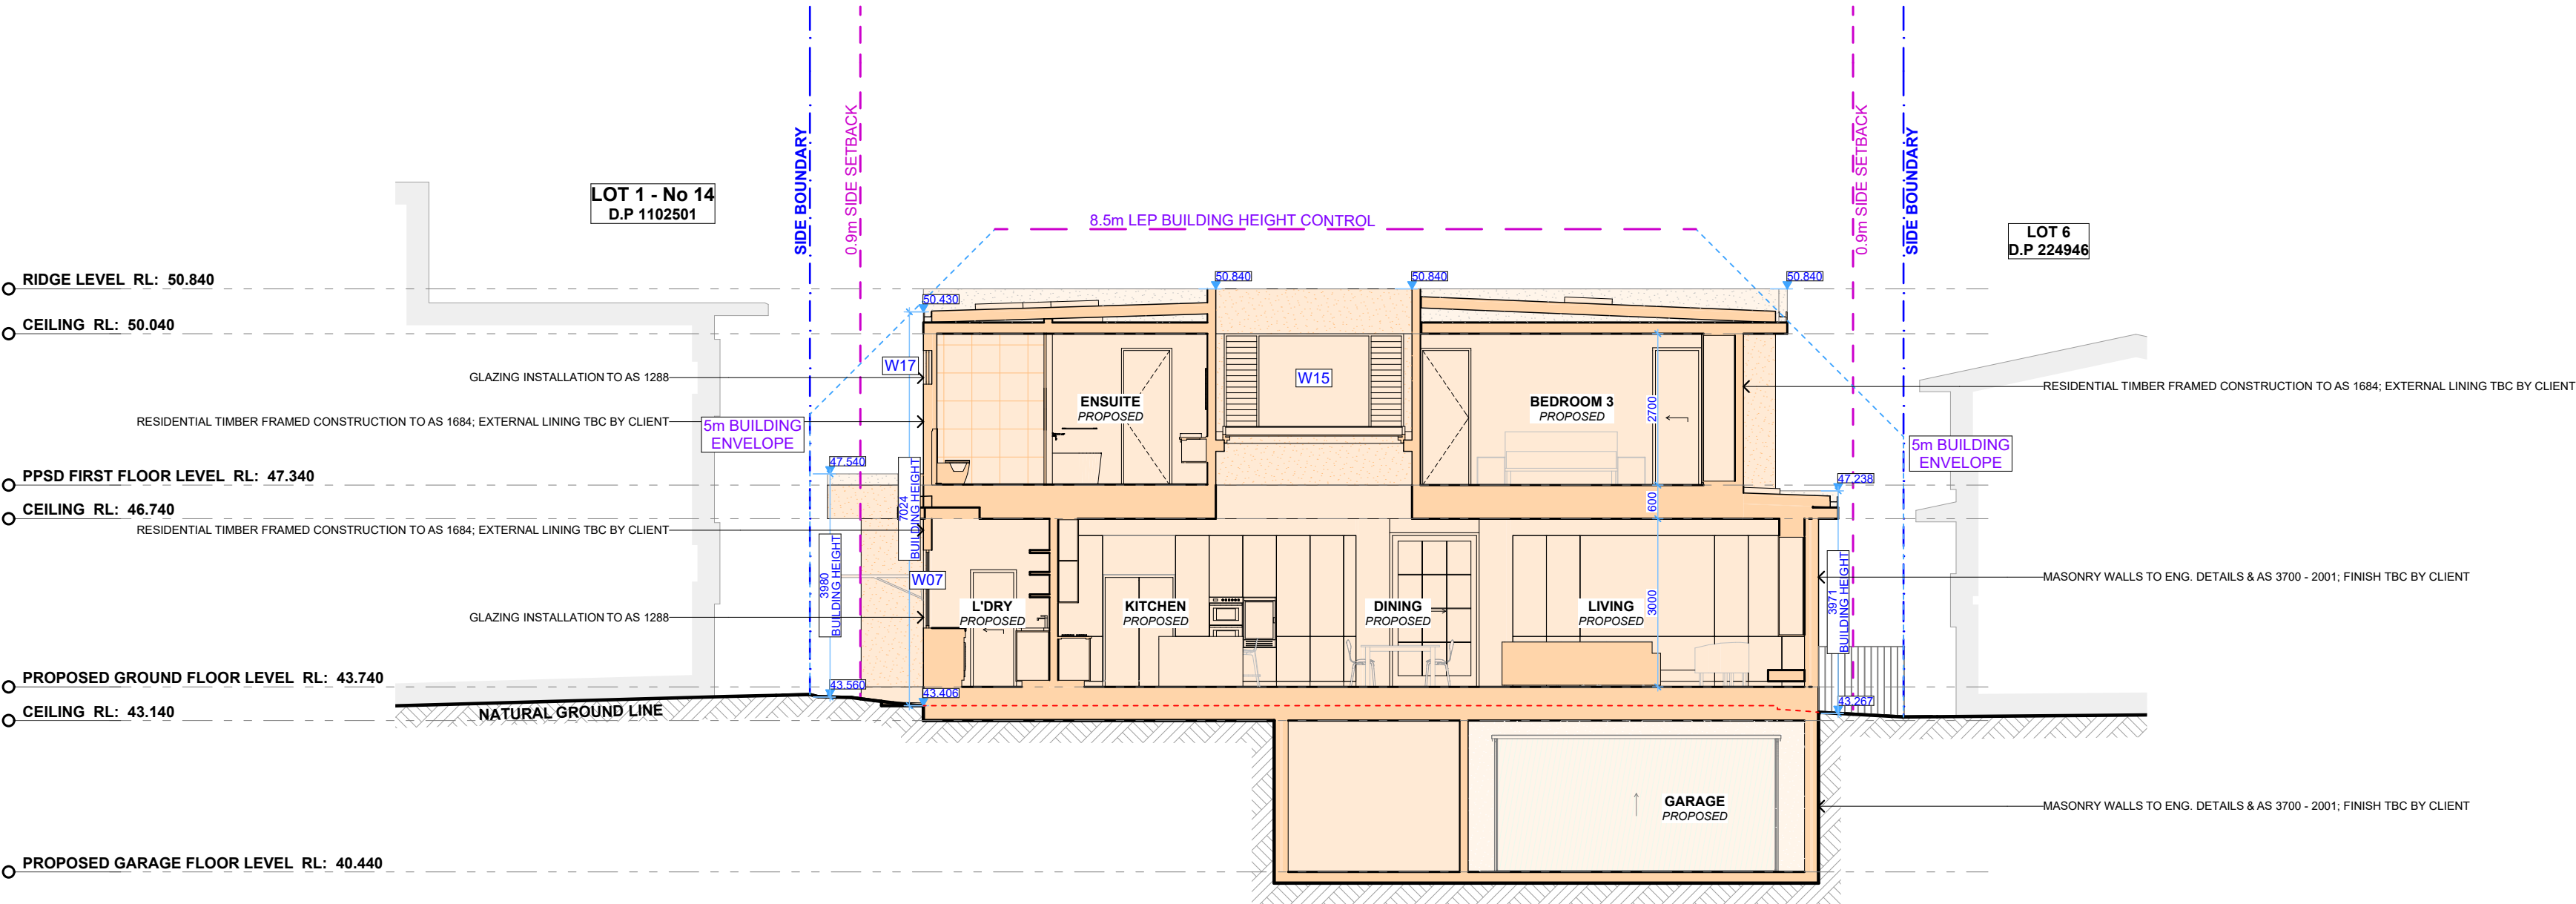 SIDE BOUNDARY
0.9m SIDE SETBACK
0.9m SIDE SETBACK
SIDE BOUNDARY
LOT 1 - No 14
D.P 1102501
8.5m LEP BUILDING HEIGHT CONTROL
LOT 6
D.P 224946
RIDGE LEVEL RL: 50.840
50.840
50.840
50.840
50.430
CEILING RL: 50.040
W17
W15
GLAZING INSTALLATION TO AS 1288
RESIDENTIAL TIMBER FRAMED CONSTRUCTION TO AS 1684; EXTERNAL LINING TBC BY CLIENT
ENSUITE
PROPOSED
BEDROOM 3
PROPOSED
2700
RESIDENTIAL TIMBER FRAMED CONSTRUCTION TO AS 1684; EXTERNAL LINING TBC BY CLIENT
5m BUILDING
ENVELOPE
5m BUILDING
ENVELOPE
47.540
PPSD FIRST FLOOR LEVEL RL: 47.340
47.238
7024
BUILDING HEIGHT
600
CEILING RL: 46.740
RESIDENTIAL TIMBER FRAMED CONSTRUCTION TO AS 1684; EXTERNAL LINING TBC BY CLIENT
3980
BUILDING HEIGHT
W07
3971
BUILDING HEIGHT
MASONRY WALLS TO ENG. DETAILS & AS 3700 - 2001; FINISH TBC BY CLIENT
GLAZING INSTALLATION TO AS 1288
L'DRY
PROPOSED
KITCHEN
PROPOSED
DINING
PROPOSED
LIVING
PROPOSED
3000
PROPOSED GROUND FLOOR LEVEL RL: 43.740
43.560
43.406
43.267
CEILING RL: 43.140
NATURAL GROUND LINE
GARAGE
PROPOSED
MASONRY WALLS TO ENG. DETAILS & AS 3700 - 2001; FINISH TBC BY CLIENT
PROPOSED GARAGE FLOOR LEVEL RL: 40.440